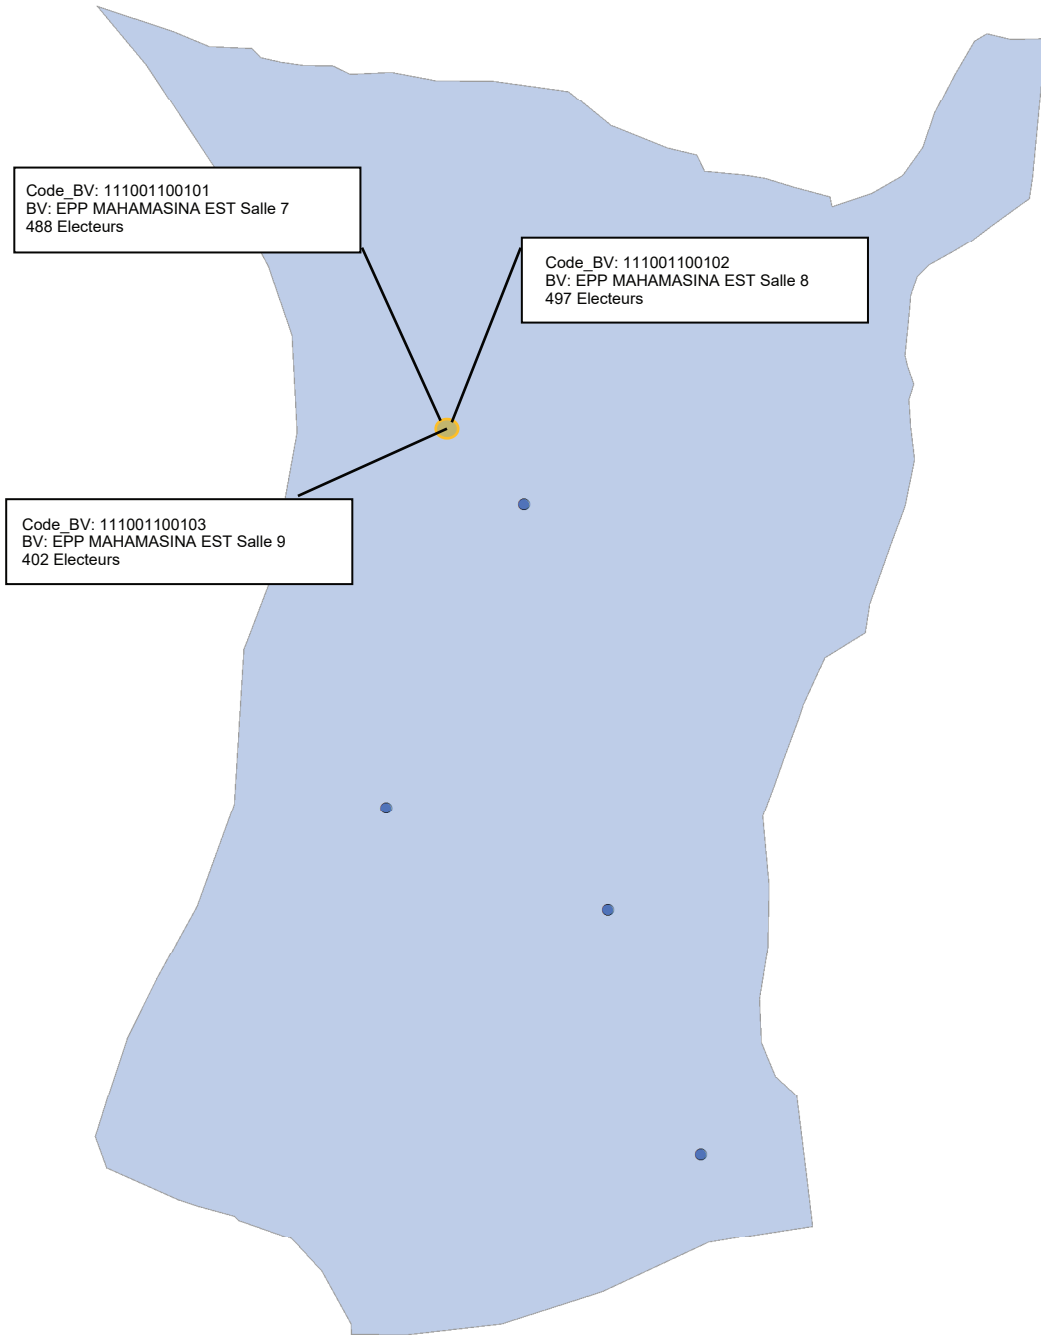 Code_BV: 111001100101
BV: EPP MAHAMASINA EST Salle 7
488 Electeurs
Code_BV: 111001100102
BV: EPP MAHAMASINA EST Salle 8
497 Electeurs
Code_BV: 111001100103
BV: EPP MAHAMASINA EST Salle 9
402 Electeurs